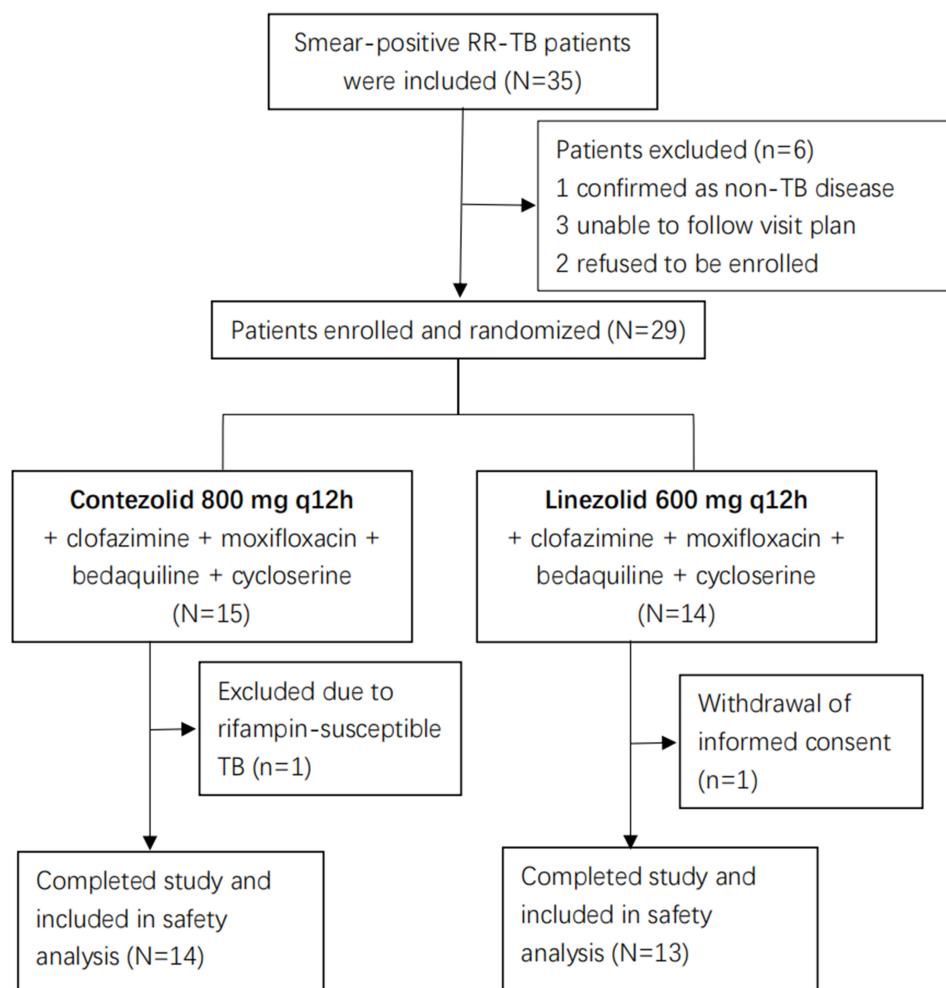 Smear-positive RR-TB patients
were included (N=35)
Patients excluded (n=6)
1 confirmed as non-TB disease
3 unable to follow visit plan
2 refused to be enrolled
Patients enrolled and randomized (N=29)
Contezolid 800 mg q12h
+ clofazimine + moxifloxacin +
bedaquiline + cycloserine
(N=15)
Linezolid 600 mg q12h
+ clofazimine + moxifloxacin +
bedaquiline + cycloserine
(N=14)
Excluded due to
rifampin-susceptible
TB (n=1)
Withdrawal of
informed consent
(n=1)
Completed study and
included in safety
analysis (N=14)
Completed study and
included in safety
analysis (N=13)